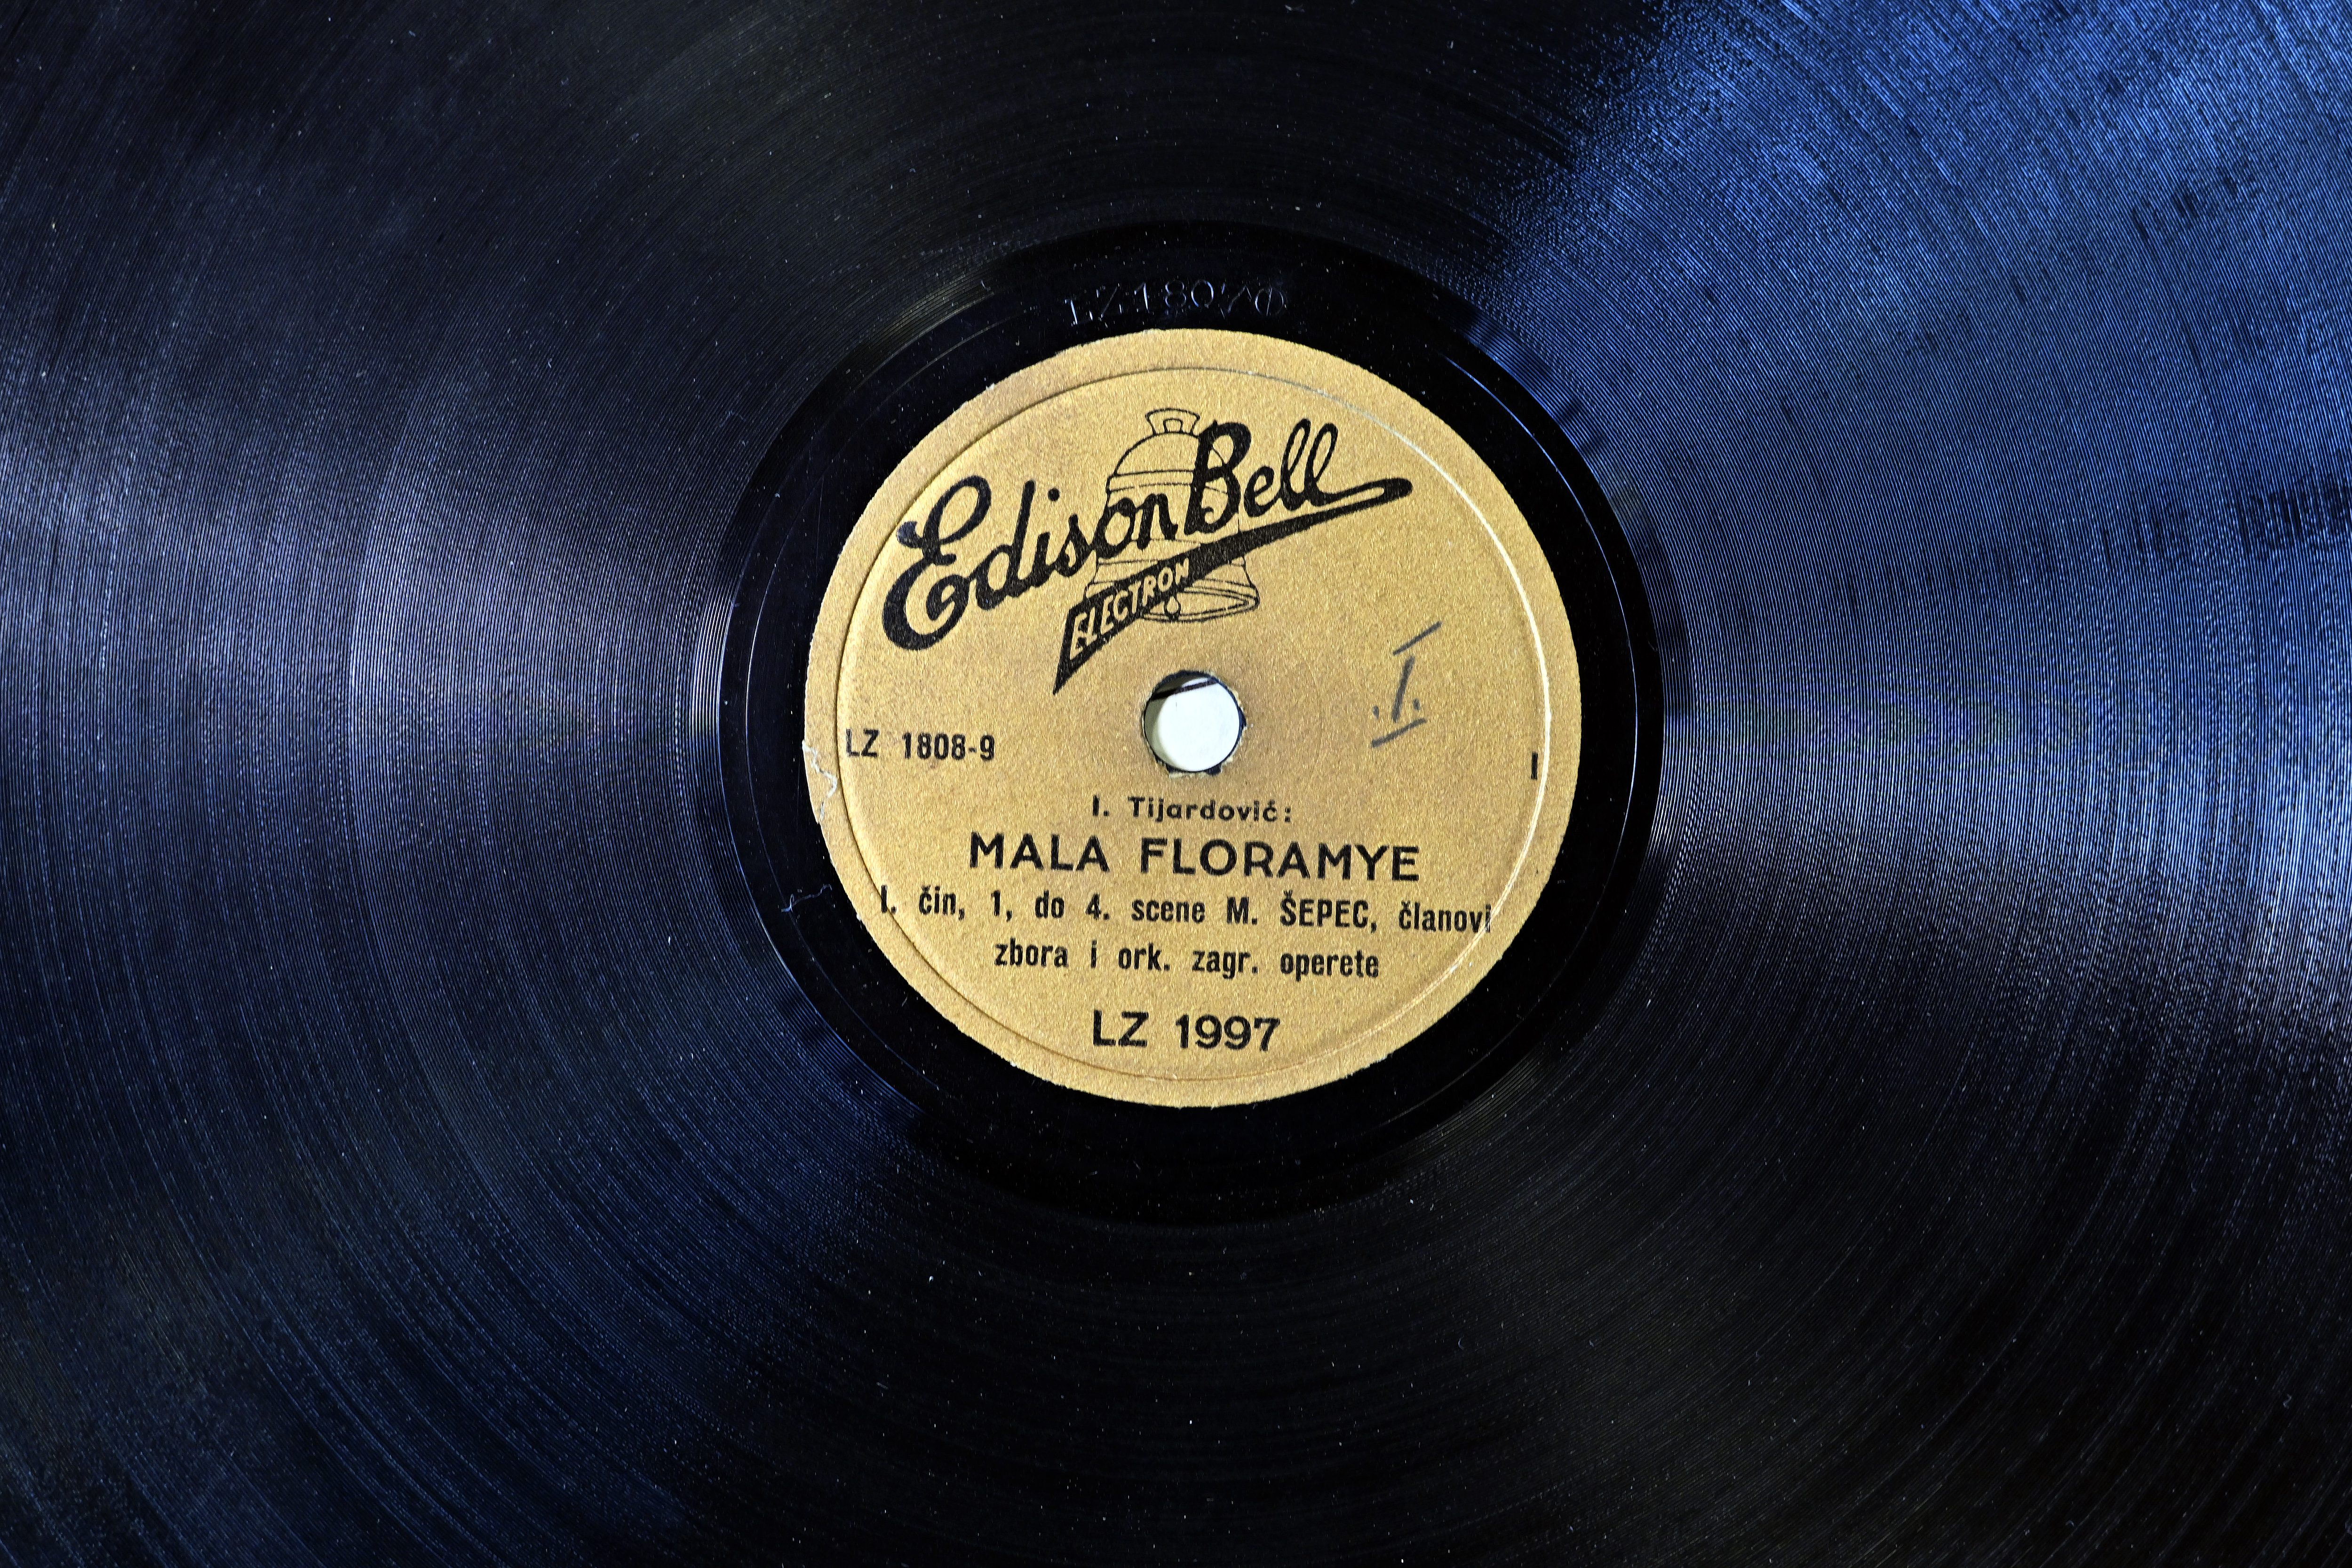 Edison Bell
ELECTRON
.I.
LZ 1808-9
I
I. Tijardović:
MALA FLORAMYE
I. čin, 1, do 4. scene M. ŠEPEC, članovi
zbora i ork. zagr. operete
LZ 1997